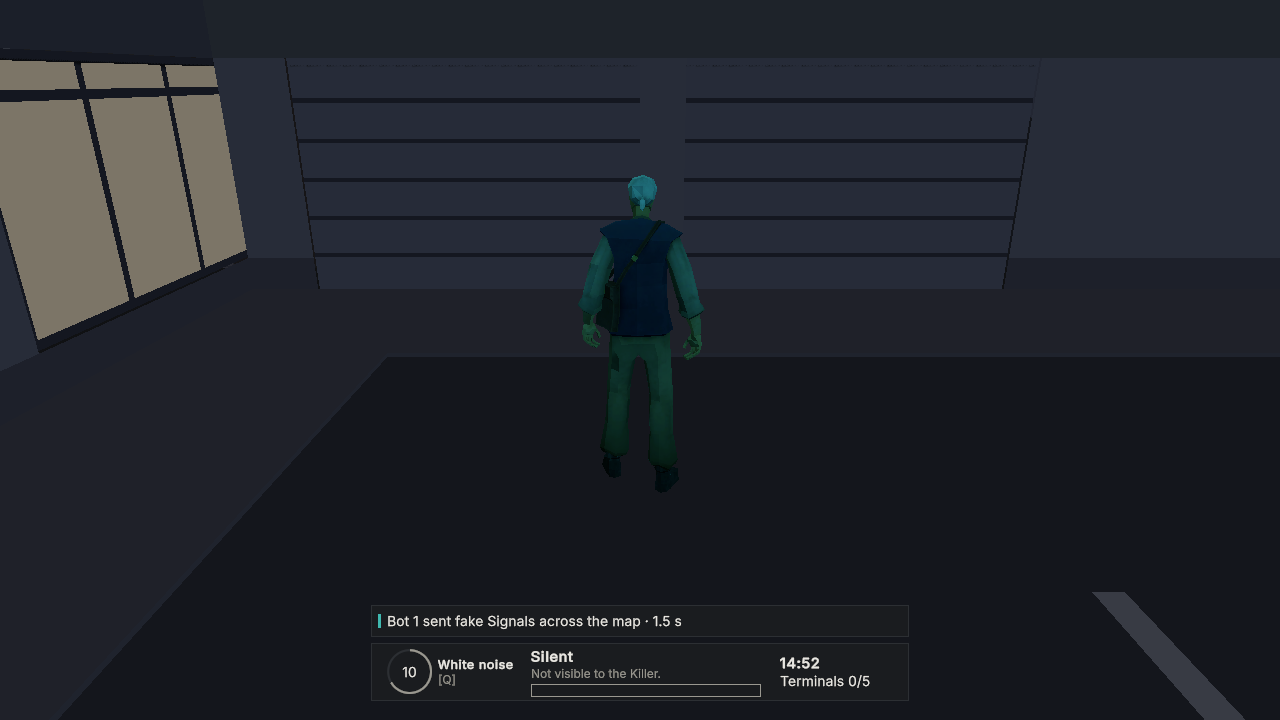 Bot 1 sent fake Signals across the map · 1.5 s
10
White noise
[Q]
Silent
Not visible to the Killer.
14:52
Terminals 0/5